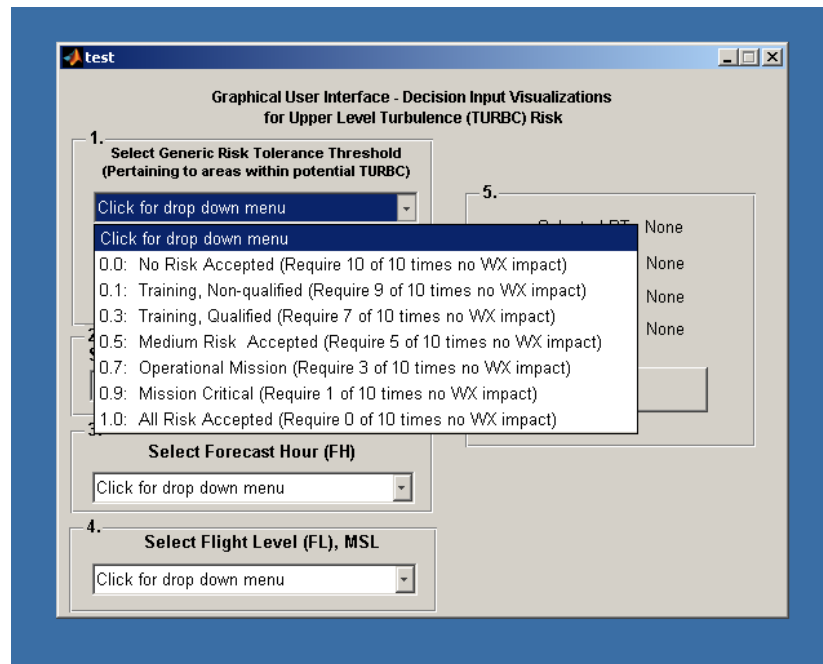 test
Graphical User Interface - Decision Input Visualizations
for Upper Level Turbulence (TURBC) Risk
1.
Select Generic Risk Tolerance Threshold
(Pertaining to areas within potential TURBC)
Click for drop down menu
Click for drop down menu
0.0: No Risk Accepted (Require 10 of 10 times no WX impact)
0.1: Training, Non-qualified (Require 9 of 10 times no WX impact)
0.3: Training, Qualified (Require 7 of 10 times no WX impact)
0.5: Medium Risk Accepted (Require 5 of 10 times no WX impact)
0.7: Operational Mission (Require 3 of 10 times no WX impact)
0.9: Mission Critical (Require 1 of 10 times no WX impact)
1.0: All Risk Accepted (Require 0 of 10 times no WX impact)
3.
Select Forecast Hour (FH)
Click for drop down menu
4.
Select Flight Level (FL), MSL
Click for drop down menu
5.
None
None
None
None